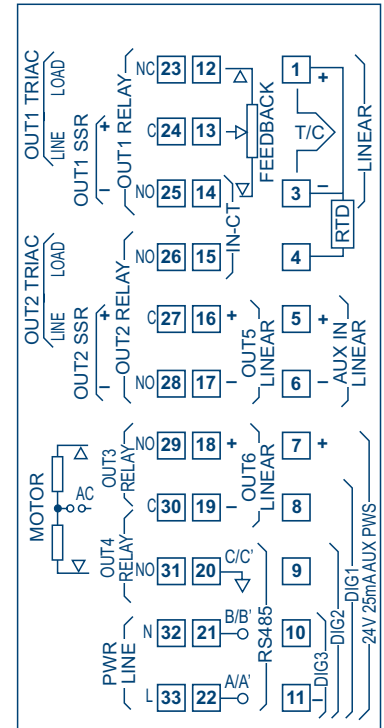 OUT1 TRIAC
LINE LOAD
OUT1 SSR
− +
OUT1 RELAY
NC 23 12
C 24 13
NO 25 14
FEEDBACK
IN-CT
1 +
T/C
3 −
RTD
4
LINEAR
OUT2 TRIAC
LINE LOAD
OUT2 SSR
− +
OUT2 RELAY
NO 26 15
C 27 16 +
NO 28 17 −
OUT5
LINEAR
5 +
6 −
AUX IN
LINEAR
MOTOR
AC
OUT3
RELAY
OUT4
RELAY
NO 29 18 +
C 30 19 −
OUT6
LINEAR
NO 31 20 C/C'
7 +
8
9
PWR
LINE
N 32 21 B/B'
L 33 22 A/A'
RS485
10
11 −
DIG3
DIG2
DIG1
24V 25mA AUX PWS